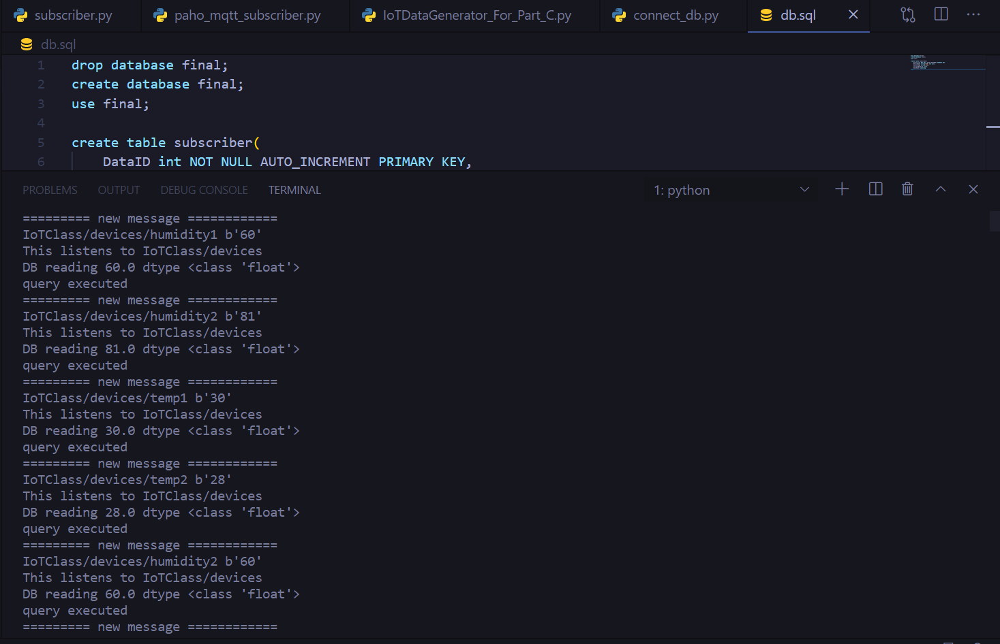 subscriber.py paho_mqtt_subscriber.py IoTDataGenerator_For_Part_C.py connect_db.py db.sql
db.sql
1 drop database final;
2 create database final;
3 use final;
4
5 create table subscriber(
6 DataID int NOT NULL AUTO_INCREMENT PRIMARY KEY,
PROBLEMS OUTPUT DEBUG CONSOLE TERMINAL 1: python
========= new message ============
IoTClass/devices/humidity1 b'60'
This listens to IoTClass/devices
DB reading 60.0 dtype <class 'float'>
query executed
========= new message ============
IoTClass/devices/humidity2 b'81'
This listens to IoTClass/devices
DB reading 81.0 dtype <class 'float'>
query executed
========= new message ============
IoTClass/devices/temp1 b'30'
This listens to IoTClass/devices
DB reading 30.0 dtype <class 'float'>
query executed
========= new message ============
IoTClass/devices/temp2 b'28'
This listens to IoTClass/devices
DB reading 28.0 dtype <class 'float'>
query executed
========= new message ============
IoTClass/devices/humidity2 b'60'
This listens to IoTClass/devices
DB reading 60.0 dtype <class 'float'>
query executed
========= new message ============